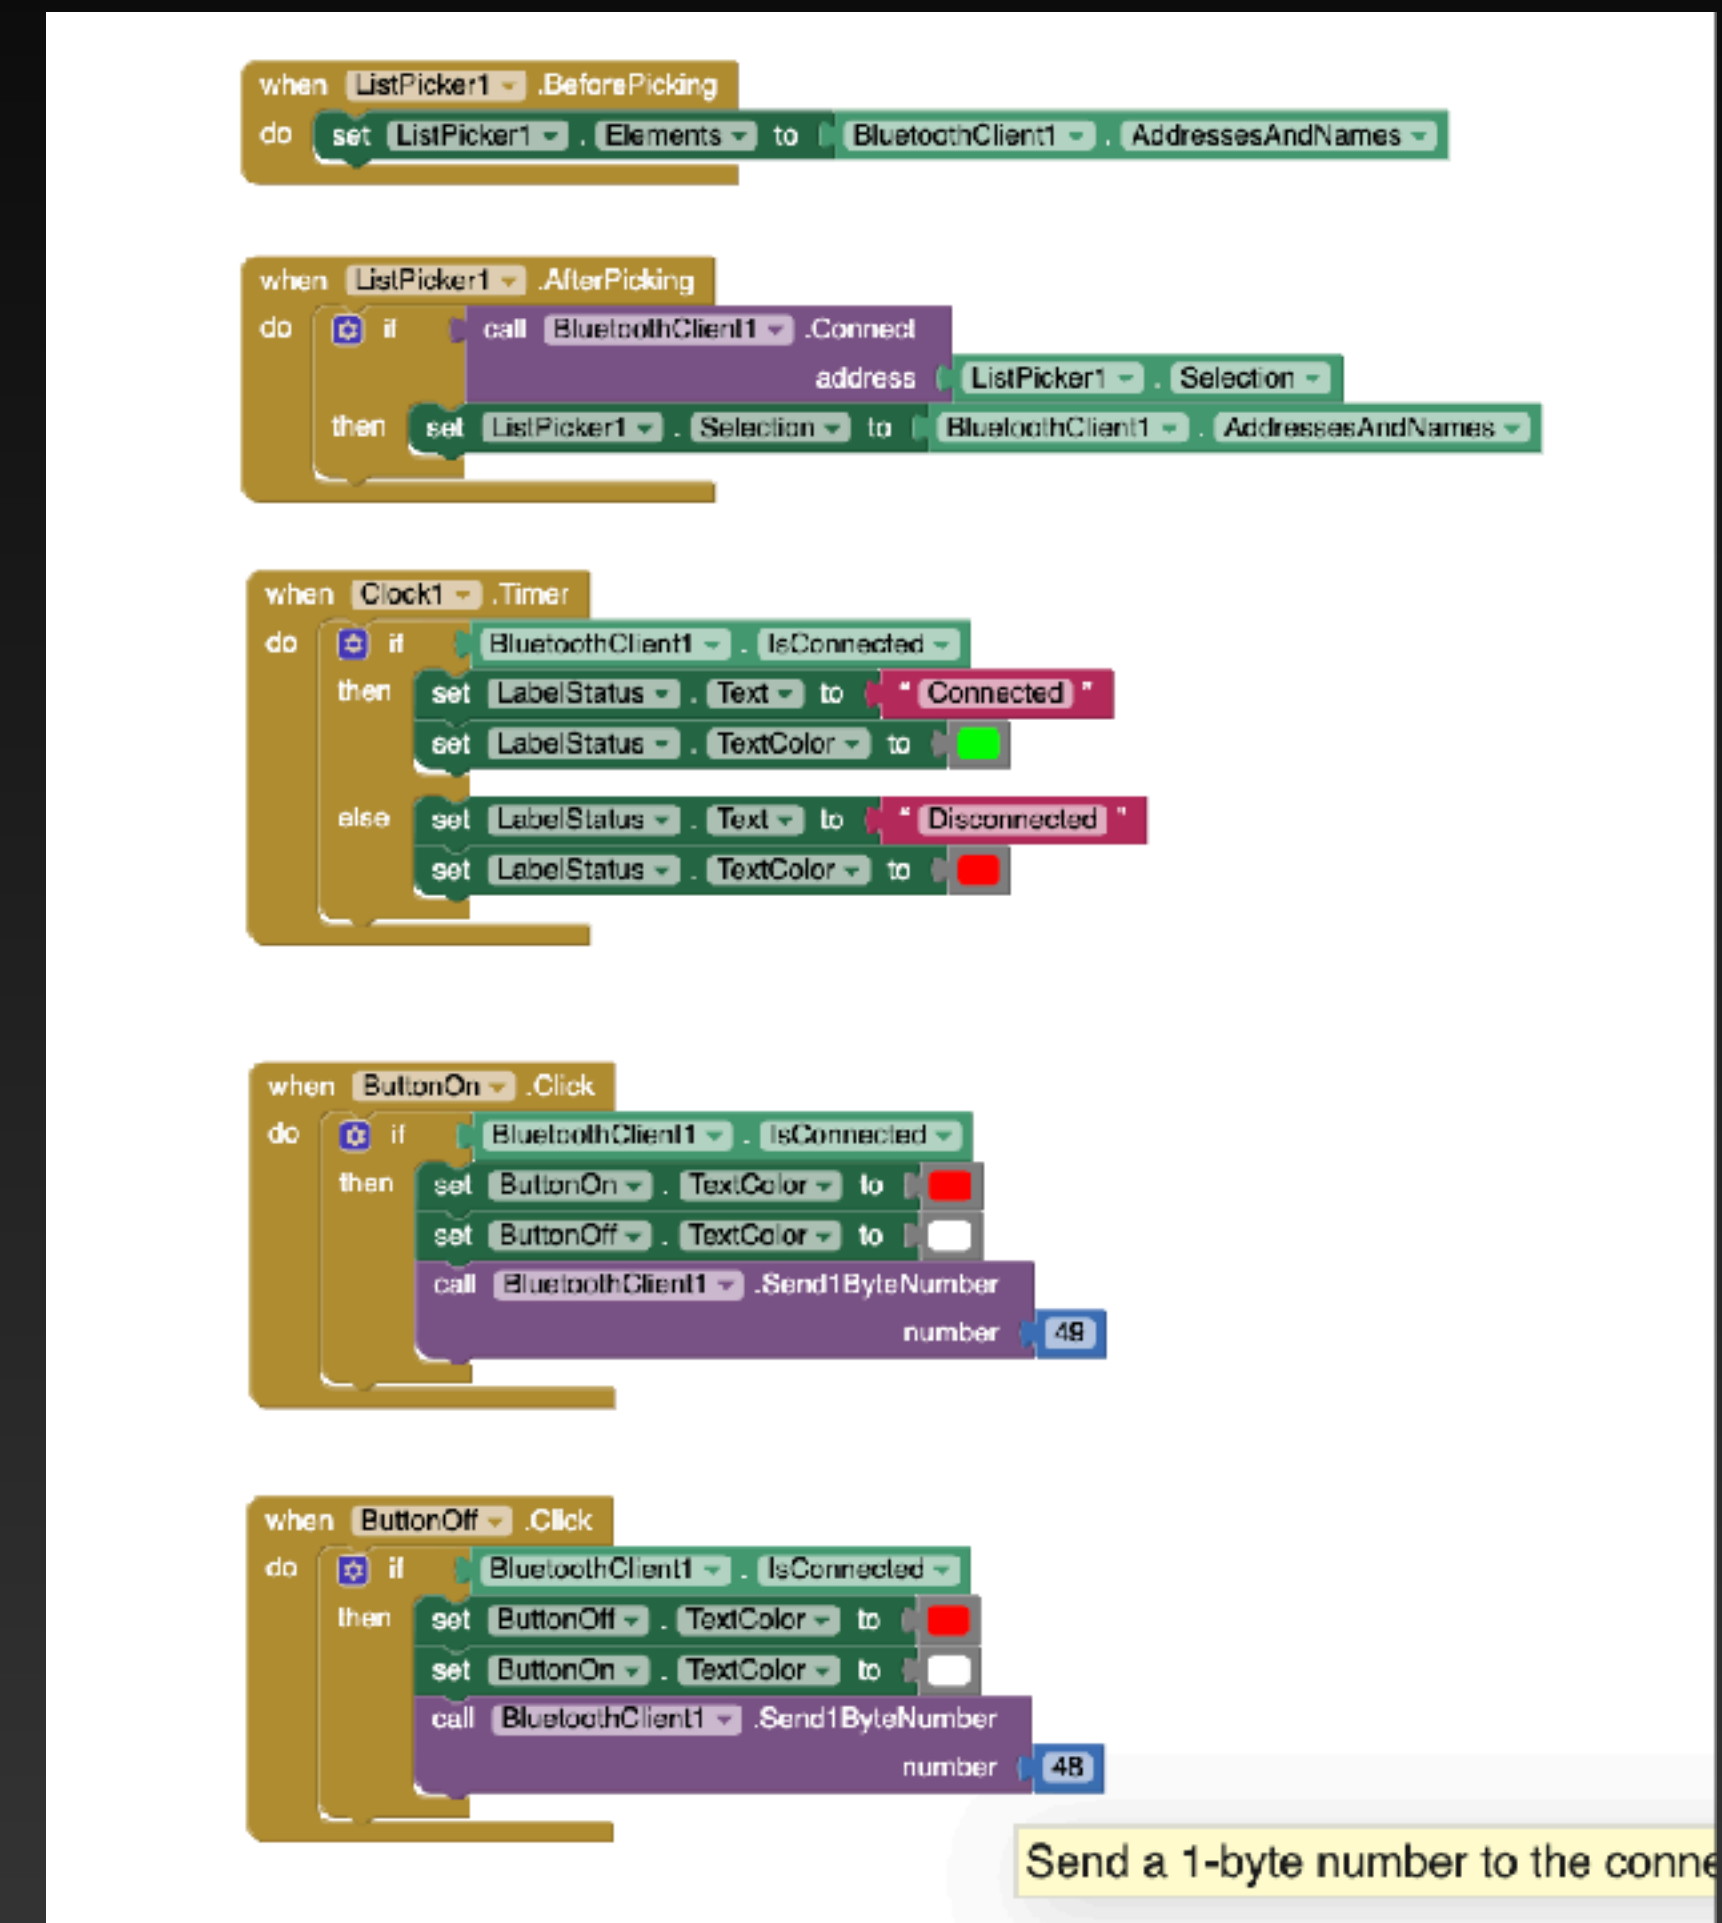 when ListPicker1 .BeforePicking
do set ListPicker1 . Elements to BluetoothClient1 . AddressesAndNames
when ListPicker1 .AfterPicking
do if call BluetoothClient1 .Connect
address ListPicker1 . Selection
then set ListPicker1 . Selection to BluetoothClient1 . AddressesAndNames
when Clock1 .Timer
do if BluetoothClient1 . IsConnected
then set LabelStatus . Text to " Connected "
set LabelStatus . TextColor to
else set LabelStatus . Text to " Disconnected "
set LabelStatus . TextColor to
when ButtonOn .Click
do if BluetoothClient1 . IsConnected
then set ButtonOn . TextColor to
set ButtonOff . TextColor to
call BluetoothClient1 .Send1ByteNumber
number 49
when ButtonOff .Click
do if BluetoothClient1 . IsConnected
then set ButtonOff . TextColor to
set ButtonOn . TextColor to
call BluetoothClient1 .Send1ByteNumber
number 48
Send a 1-byte number to the conne